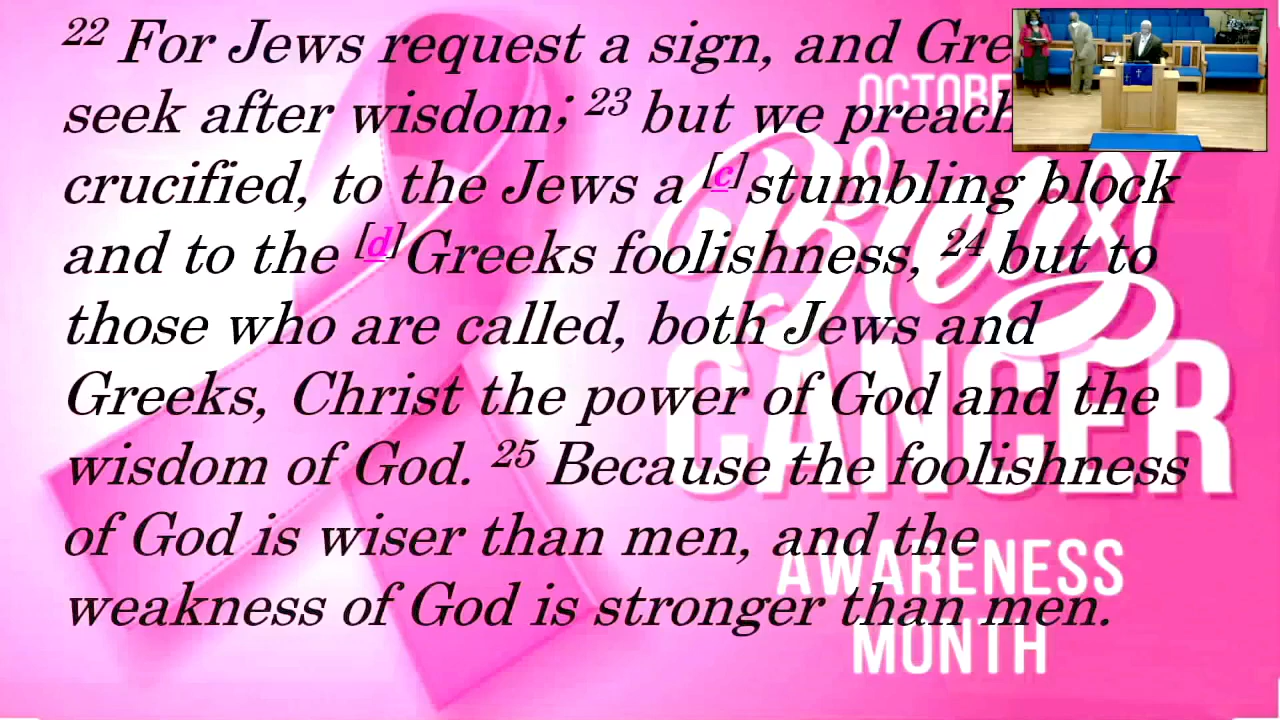 22 For Jews request a sign, and Gre
seek after wisdom; 23 but we preach
crucified, to the Jews a [c]stumbling block
and to the [d]Greeks foolishness, 24 but to
those who are called, both Jews and
Greeks, Christ the power of God and the
wisdom of God. 25 Because the foolishness
of God is wiser than men, and the
weakness of God is stronger than men.
OCTOBE
Breast
CANCER
AWARENESS
MONTH